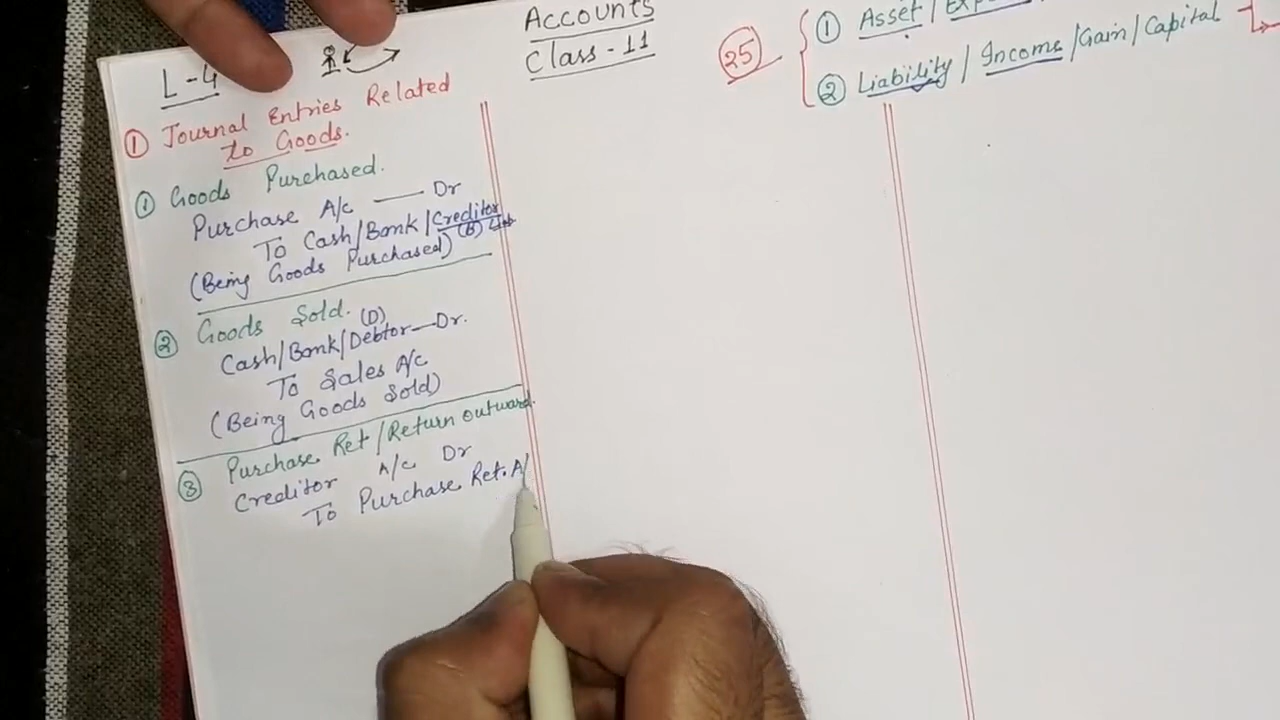 Accounts
Class-11
L-4
① Journal Entries Related
To Goods.
① Goods Purchased.
Purchase A/c —— Dr
To Cash/Bank/Creditor
(Being Goods Purchased) (B)
② Goods Sold. (D)
Cash/Bank/Debtor—Dr.
To Sales A/c
(Being Goods Sold)
③ Purchase Ret/Return outward.
Creditor A/c Dr
To Purchase Ret. A/
25
① Asset /
② Liability / Income /Gain/Capital